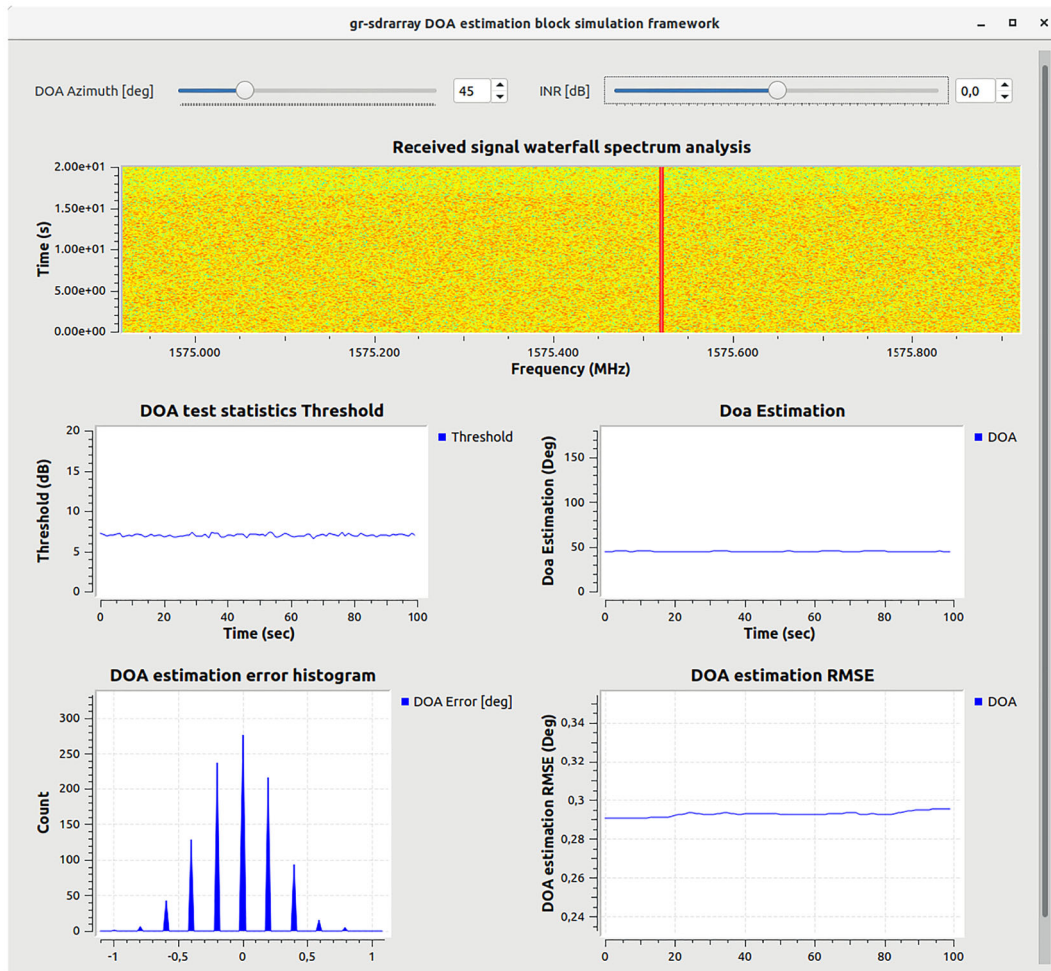 gr-sdrarray DOA estimation block simulation framework
DOA Azimuth [deg] 45 INR [dB] 0,0
Received signal waterfall spectrum analysis
Time (s)
2.00e+01
1.50e+01
1.00e+01
5.00e+00
0.00e+00
1575.000 1575.200 1575.400 1575.600 1575.800
Frequency (MHz)
DOA test statistics Threshold
Threshold (dB)
20
15
10
5
0
Threshold
0 20 40 60 80 100
Time (sec)
Doa Estimation
Doa Estimation (Deg)
150
100
50
0
DOA
0 20 40 60 80 100
Time (sec)
DOA estimation error histogram
Count
300
250
200
150
100
50
0
DOA Error [deg]
-1 -0,5 0 0,5 1
DOA estimation RMSE
DOA estimation RMSE (Deg)
0,34
0,32
0,3
0,28
0,26
0,24
DOA
0 20 40 60 80 100